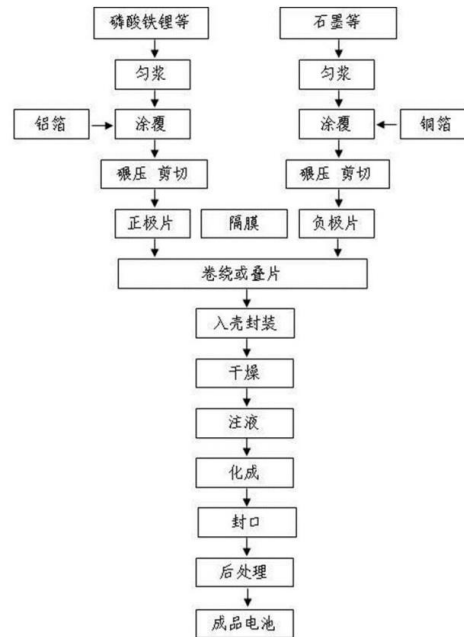 磷酸铁锂等
石墨等
匀浆
匀浆
铝箔
涂覆
涂覆
铜箔
碾压 剪切
碾压 剪切
正极片
隔膜
负极片
卷绕或叠片
入壳封装
干燥
注液
化成
封口
后处理
成品电池